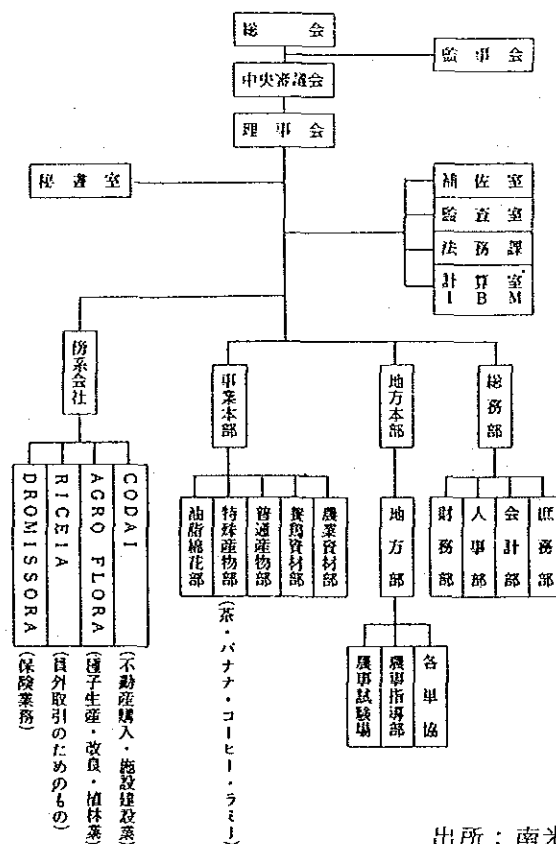 総会
監事会
中央審議会
理事会
秘書室
補佐室
監査室
法務課
計算室
IBM
傍系会社
事業本部
地方本部
総務部
CODAI
(不動産購入・施設建設業)
AGRO FLORA
(種子生産・改良・植林業)
RICEIA
(員外取引のためのもの)
DROMISSORA
(保険業務)
農業資材部
養鶏資材部
普通産物部
特殊産物部
(茶・バナナ・コーヒー・ラミー)
油脂綿花部
地方部
庶務部
会計部
人事部
財務部
各単協
農事指導部
農事試験場
出所：南米